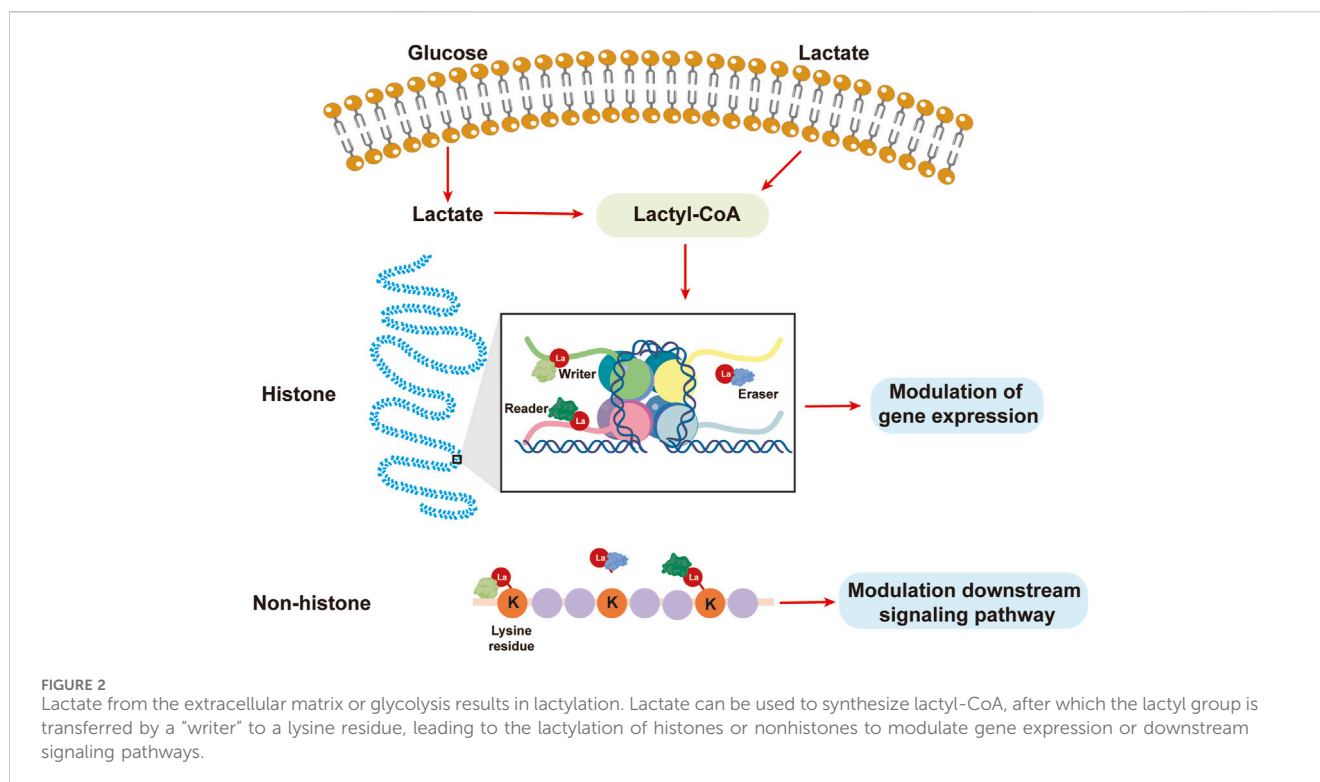 Glucose
Lactate
Lactate
Lactyl-CoA
Histone
La
Writer
La
Eraser
Reader
La
Modulation of
gene expression
Non-histone
La
La
La
K
K
K
Lysine
residue
Modulation downstream
signaling pathway
FIGURE 2
Lactate from the extracellular matrix or glycolysis results in lactylation. Lactate can be used to synthesize lactyl-CoA, after which the lactyl group is
transferred by a “writer” to a lysine residue, leading to the lactylation of histones or nonhistones to modulate gene expression or downstream
signaling pathways.